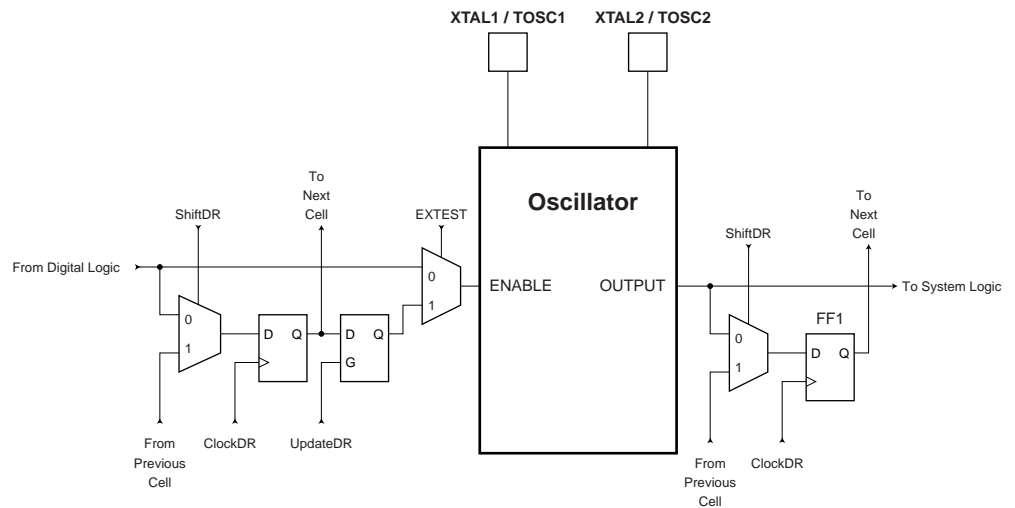 XTAL1 / TOSC1
XTAL2 / TOSC2
Oscillator
ENABLE
OUTPUT
To
Next
Cell
ShiftDR
EXTEST
From Digital Logic
0
1
0
1
D
Q
D
Q
G
From
Previous
Cell
ClockDR
UpdateDR
To
Next
Cell
ShiftDR
To System Logic
FF1
0
1
D
Q
From
Previous
Cell
ClockDR